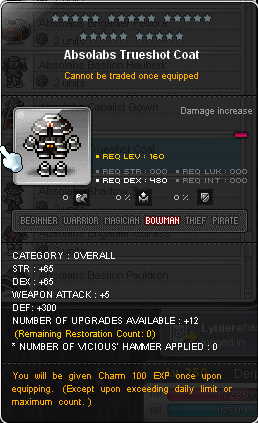 Absolabs Trueshot Coat
Cannot be traded once equipped
Damage increase
REQ LEV : 160
REQ STR : 000 REQ LUK : 000
REQ DEX : 480 REQ INT : 000
0 % 0 % 0 %
BEGINNER WARRIOR MAGICIAN BOWMAN THIEF PIRATE
CATEGORY : OVERALL
STR : +65
DEX : +65
WEAPON ATTACK : +5
DEF: +300
NUMBER OF UPGRADES AVAILABLE : +12
(Remaining Restoration Count: 0)
* NUMBER OF VICIOUS' HAMMER APPLIED : 0
You will be given Charm 100 EXP once upon
equipping. (Except upon exceeding daily limit or
maximum count. )